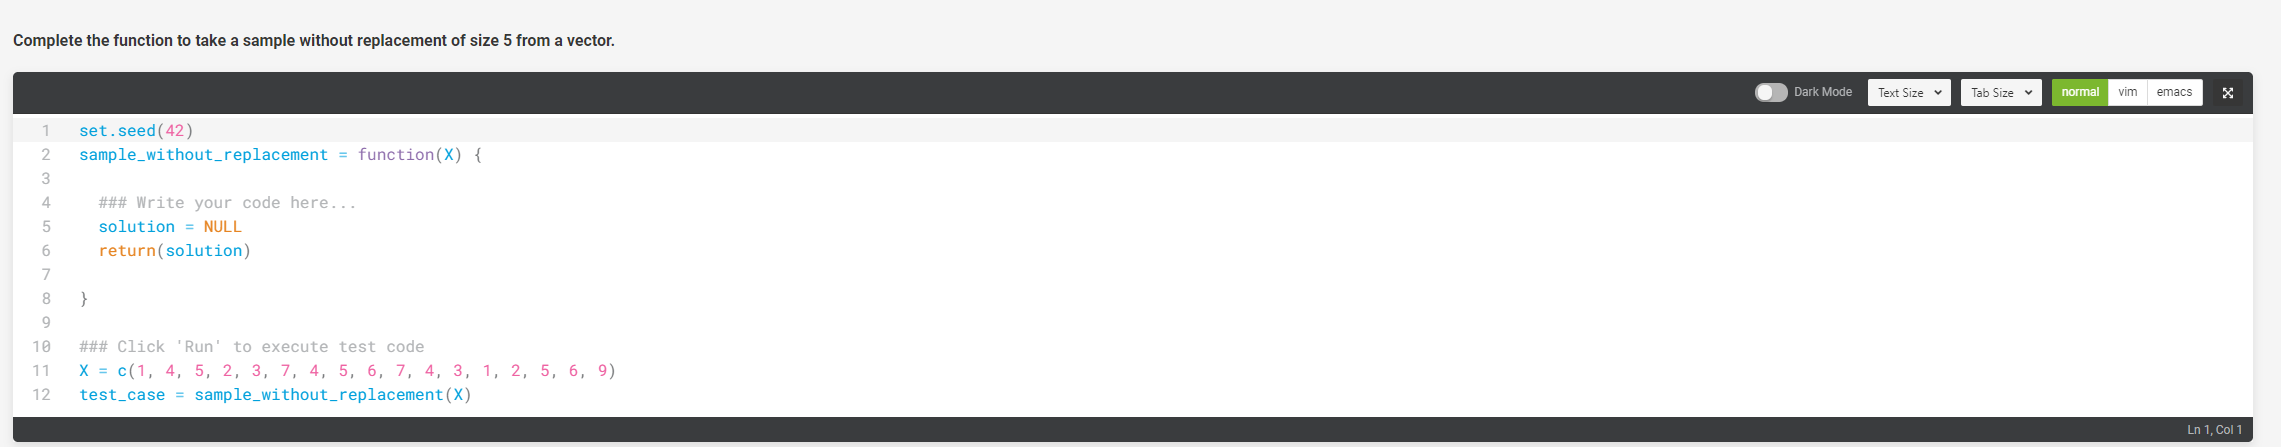 Complete the function to take a sample without replacement of size 5 from a vector.
Dark Mode Text Size Tab Size normal vim emacs
1 set.seed(42)
2 sample_without_replacement = function(X) {
3
4 ### Write your code here...
5 solution = NULL
6 return(solution)
7
8 }
9
10 ### Click 'Run' to execute test code
11 X = c(1, 4, 5, 2, 3, 7, 4, 5, 6, 7, 4, 3, 1, 2, 5, 6, 9)
12 test_case = sample_without_replacement(X)
Ln 1, Col 1